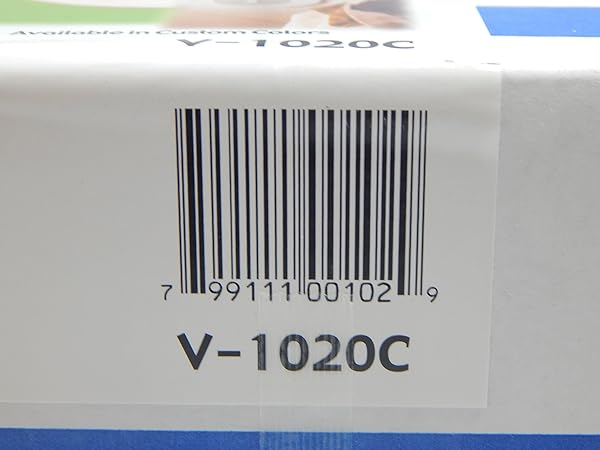 Available in Custom Colors
V-1020C
7 99111 00102 9
V-1020C